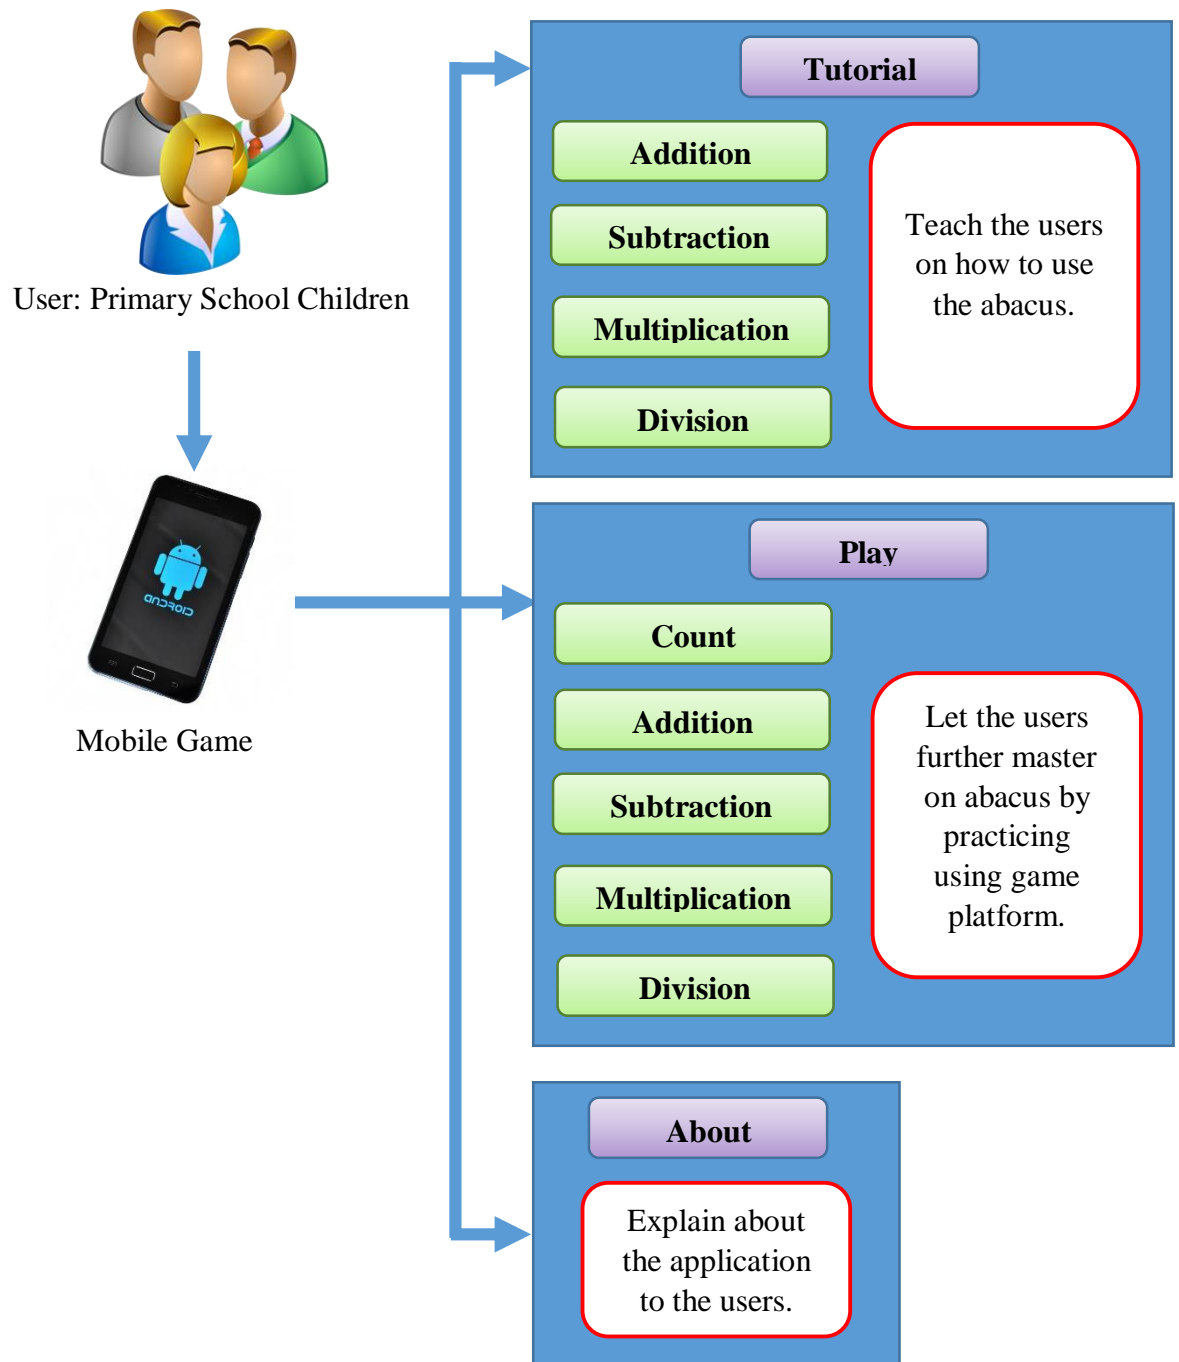 User: Primary School Children
ANDROID
Mobile Game
Tutorial
Addition
Subtraction
Multiplication
Division
Teach the users
on how to use
the abacus.
Play
Count
Addition
Subtraction
Multiplication
Division
Let the users
further master
on abacus by
practicing
using game
platform.
About
Explain about
the application
to the users.